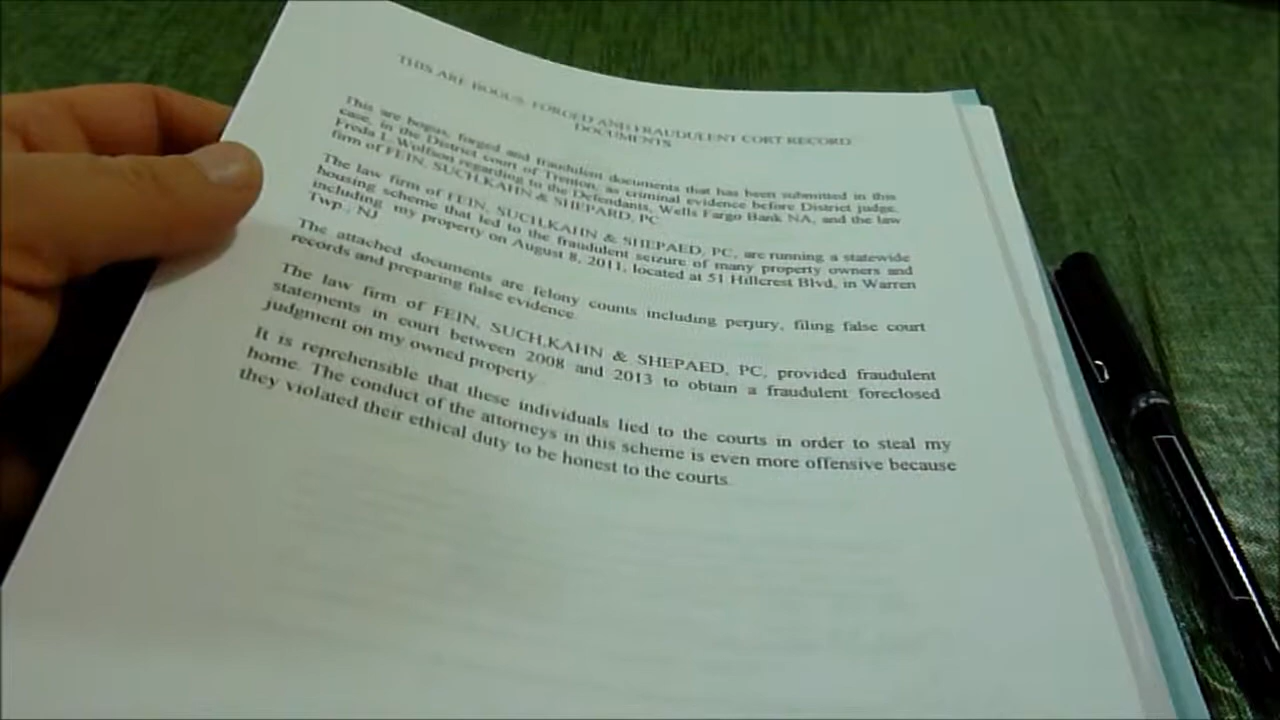 THIS ARE BOGUS, FORGED AND FRAUDULENT CORT RECORD
DOCUMENTS
This are bogus, forged and fraudulent documents that has been submitted in this
case, in the District court of Trenton, as criminal evidence before District judge,
Freda L. Wolfson regarding to the Defendants, Wells Fargo Bank NA, and the law
firm of FEIN, SUCH,KAHN & SHEPARD, PC
The law firm of FEIN, SUCH,KAHN & SHEPAED, PC, are running a statewide
housing scheme that led to the fraudulent seizure of many property owners and
including my property on August 8, 2011, located at 51 Hillcrest Blvd, in Warren
Twp., NJ
The attached documents are felony counts including perjury, filing false court
records and preparing false evidence.
The law firm of FEIN, SUCH,KAHN & SHEPAED, PC, provided fraudulent
statements in court between 2008 and 2013 to obtain a fraudulent foreclosed
judgment on my owned property
It is reprehensible that these individuals lied to the courts in order to steal my
home. The conduct of the attorneys in this scheme is even more offensive because
they violated their ethical duty to be honest to the courts.